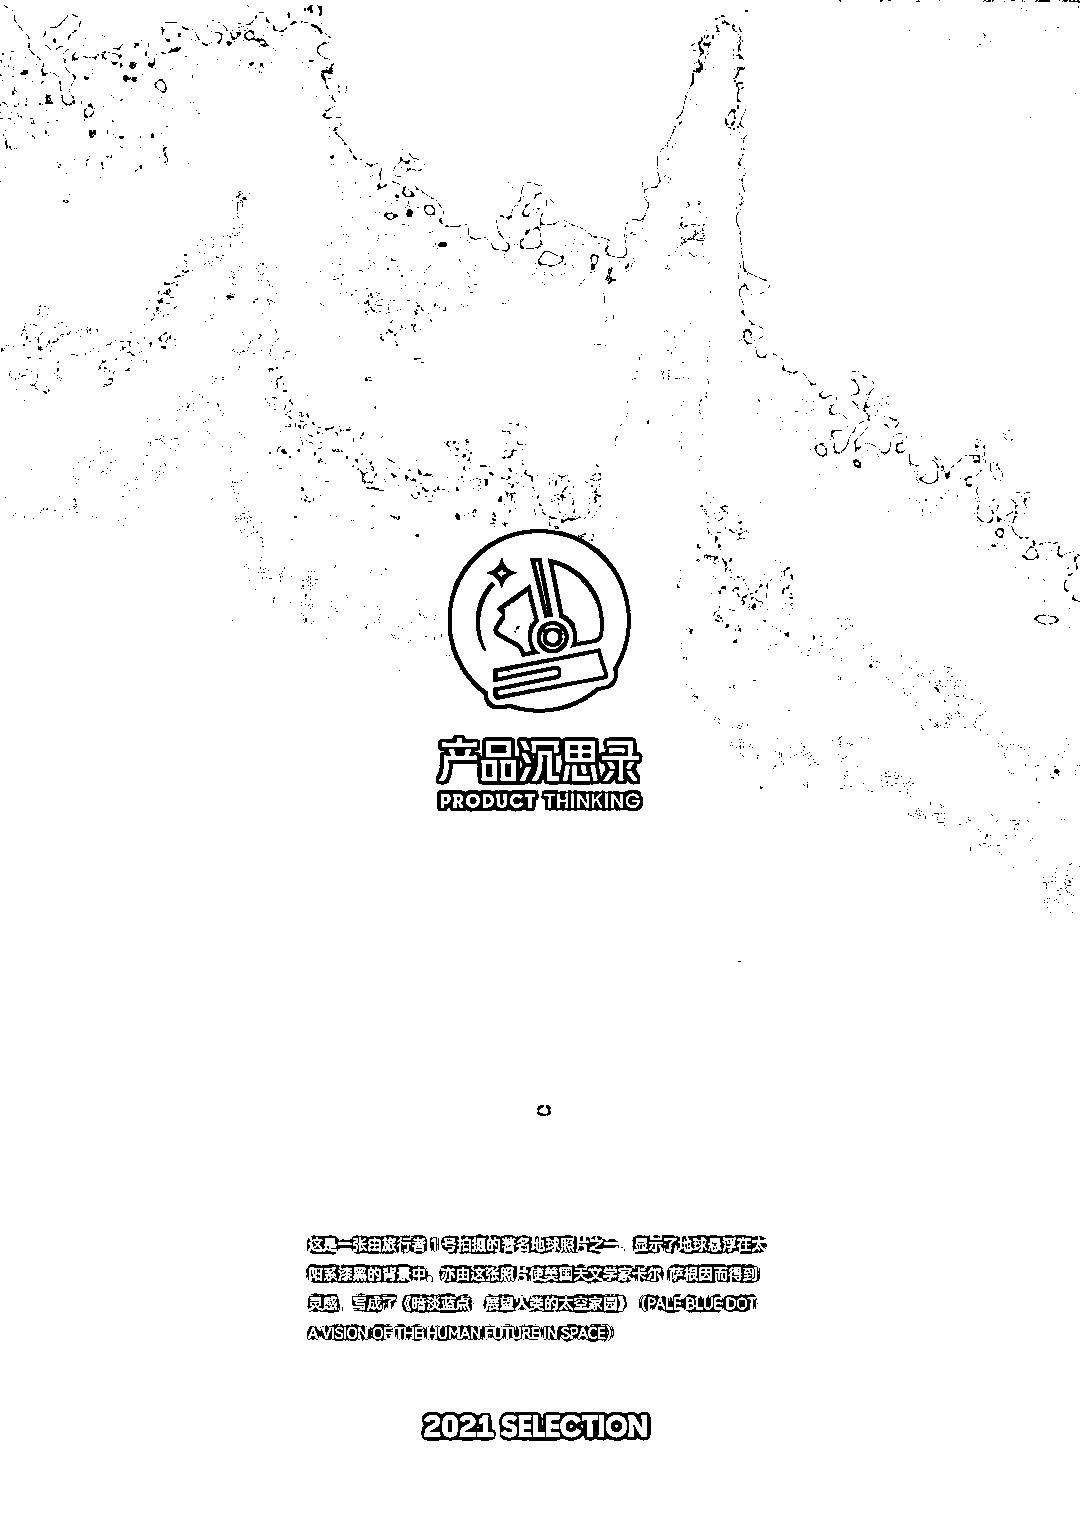 产品沉思录
PRODUCT THINKING
这是一张由旅行者1号拍摄的著名地球照片之一，显示了地球悬浮在太
阳系漆黑的背景中。亦由这张照片使美国天文学家卡尔·萨根因而得到
灵感，写成了《暗淡蓝点：展望人类的太空家园》（PALE BLUE DOT
A VISION OF THE HUMAN FUTURE IN SPACE）
2021 SELECTION